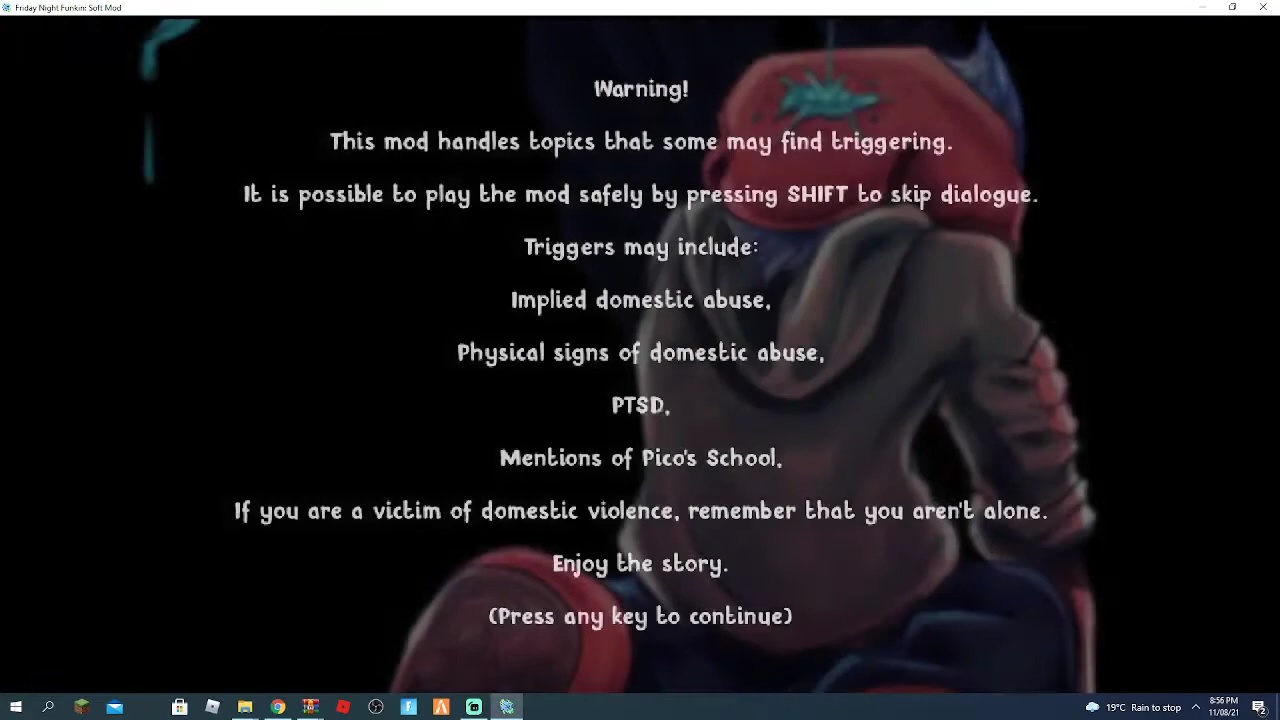 Friday Night Funkin: Soft Mod
Warning!
This mod handles topics that some may find triggering.
It is possible to play the mod safely by pressing SHIFT to skip dialogue.
Triggers may include:
Implied domestic abuse,
Physical signs of domestic abuse,
PTSD,
Mentions of Pico's School,
If you are a victim of domestic violence, remember that you aren't alone.
Enjoy the story.
(Press any key to continue)
19°C Rain to stop
8:56 PM
11/08/21
2